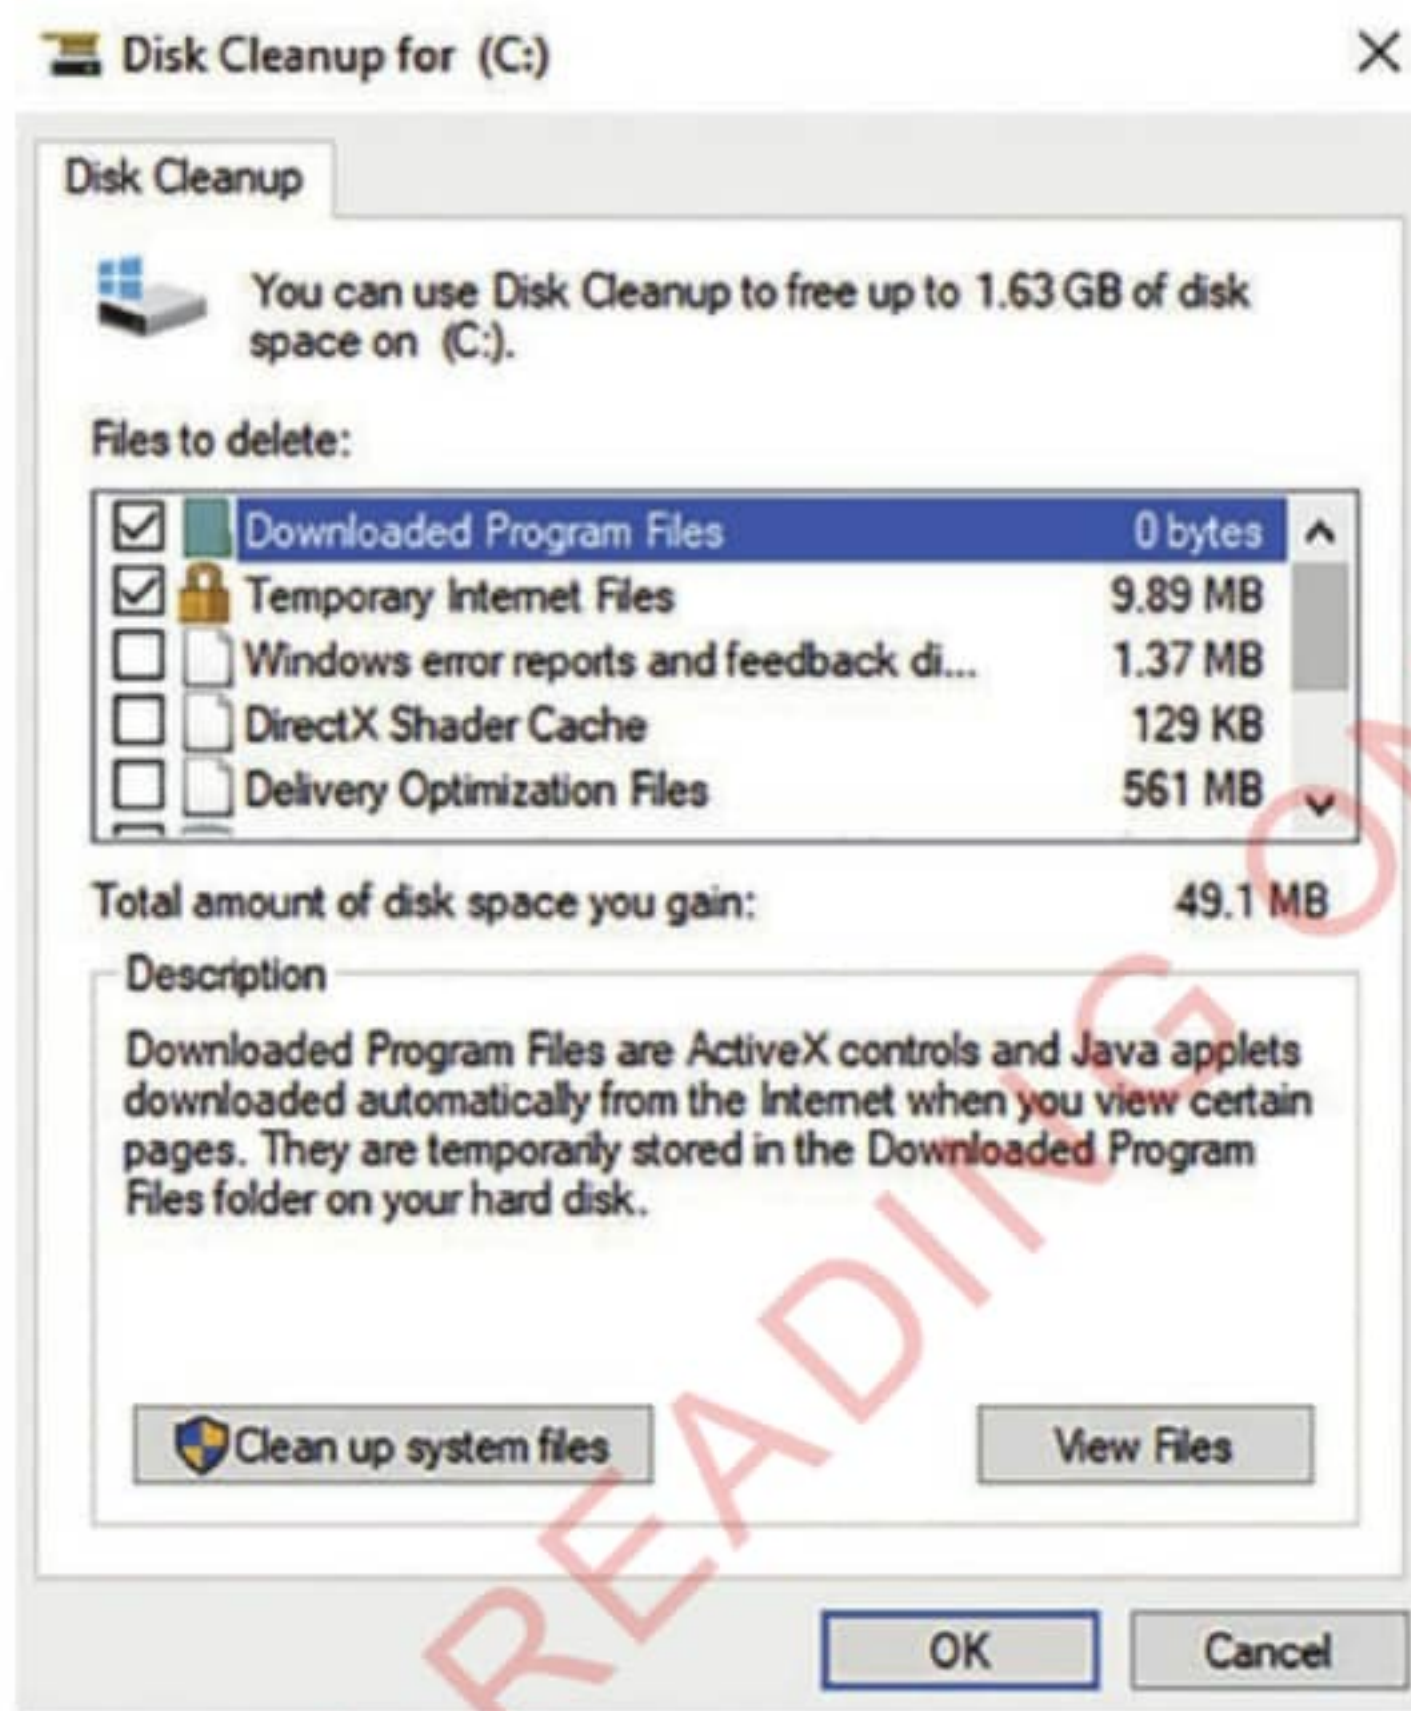 Disk Cleanup for (C:)
Disk Cleanup
You can use Disk Cleanup to free up to 1.63 GB of disk
space on (C:).
Files to delete:
Downloaded Program Files 0 bytes
Temporary Internet Files 9.89 MB
Windows error reports and feedback di... 1.37 MB
DirectX Shader Cache 129 KB
Delivery Optimization Files 561 MB
Total amount of disk space you gain: 49.1 MB
Description
Downloaded Program Files are ActiveX controls and Java applets
downloaded automatically from the Internet when you view certain
pages. They are temporarily stored in the Downloaded Program
Files folder on your hard disk.
Clean up system files View Files
OK Cancel
READING